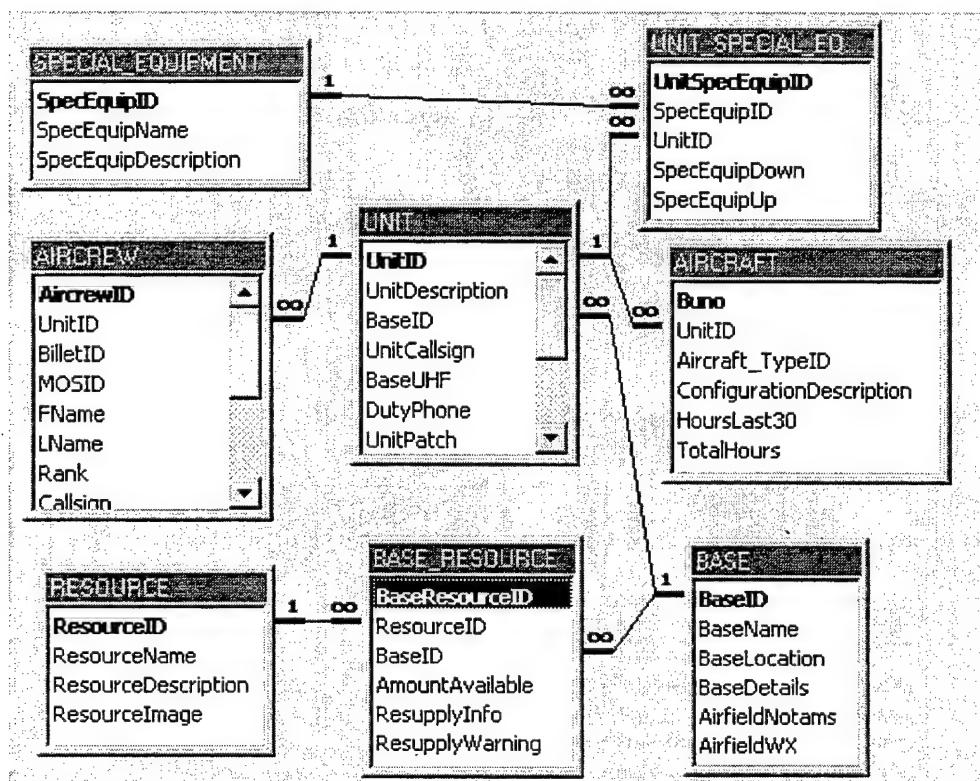 SPECIAL_EQUIPMENT
SpecEquipID
SpecEquipName
SpecEquipDescription
1
∞
UNIT_SPECIAL_EQ...
UnitSpecEquipID
SpecEquipID
UnitID
SpecEquipDown
SpecEquipUp
∞
AIRCREW
AircrewID
UnitID
BilletID
MOSID
FName
LName
Rank
Callsign
∞
1
UNIT
UnitID
UnitDescription
BaseID
UnitCallsign
BaseUHF
DutyPhone
UnitPatch
1
∞
∞
AIRCRAFT
Buno
UnitID
Aircraft_TypeID
ConfigurationDescription
HoursLast30
TotalHours
RESOURCE
ResourceID
ResourceName
ResourceDescription
ResourceImage
1
∞
BASE_RESOURCE
BaseResourceID
ResourceID
BaseID
AmountAvailable
ResupplyInfo
ResupplyWarning
∞
1
BASE
BaseID
BaseName
BaseLocation
BaseDetails
AirfieldNotams
AirfieldWX